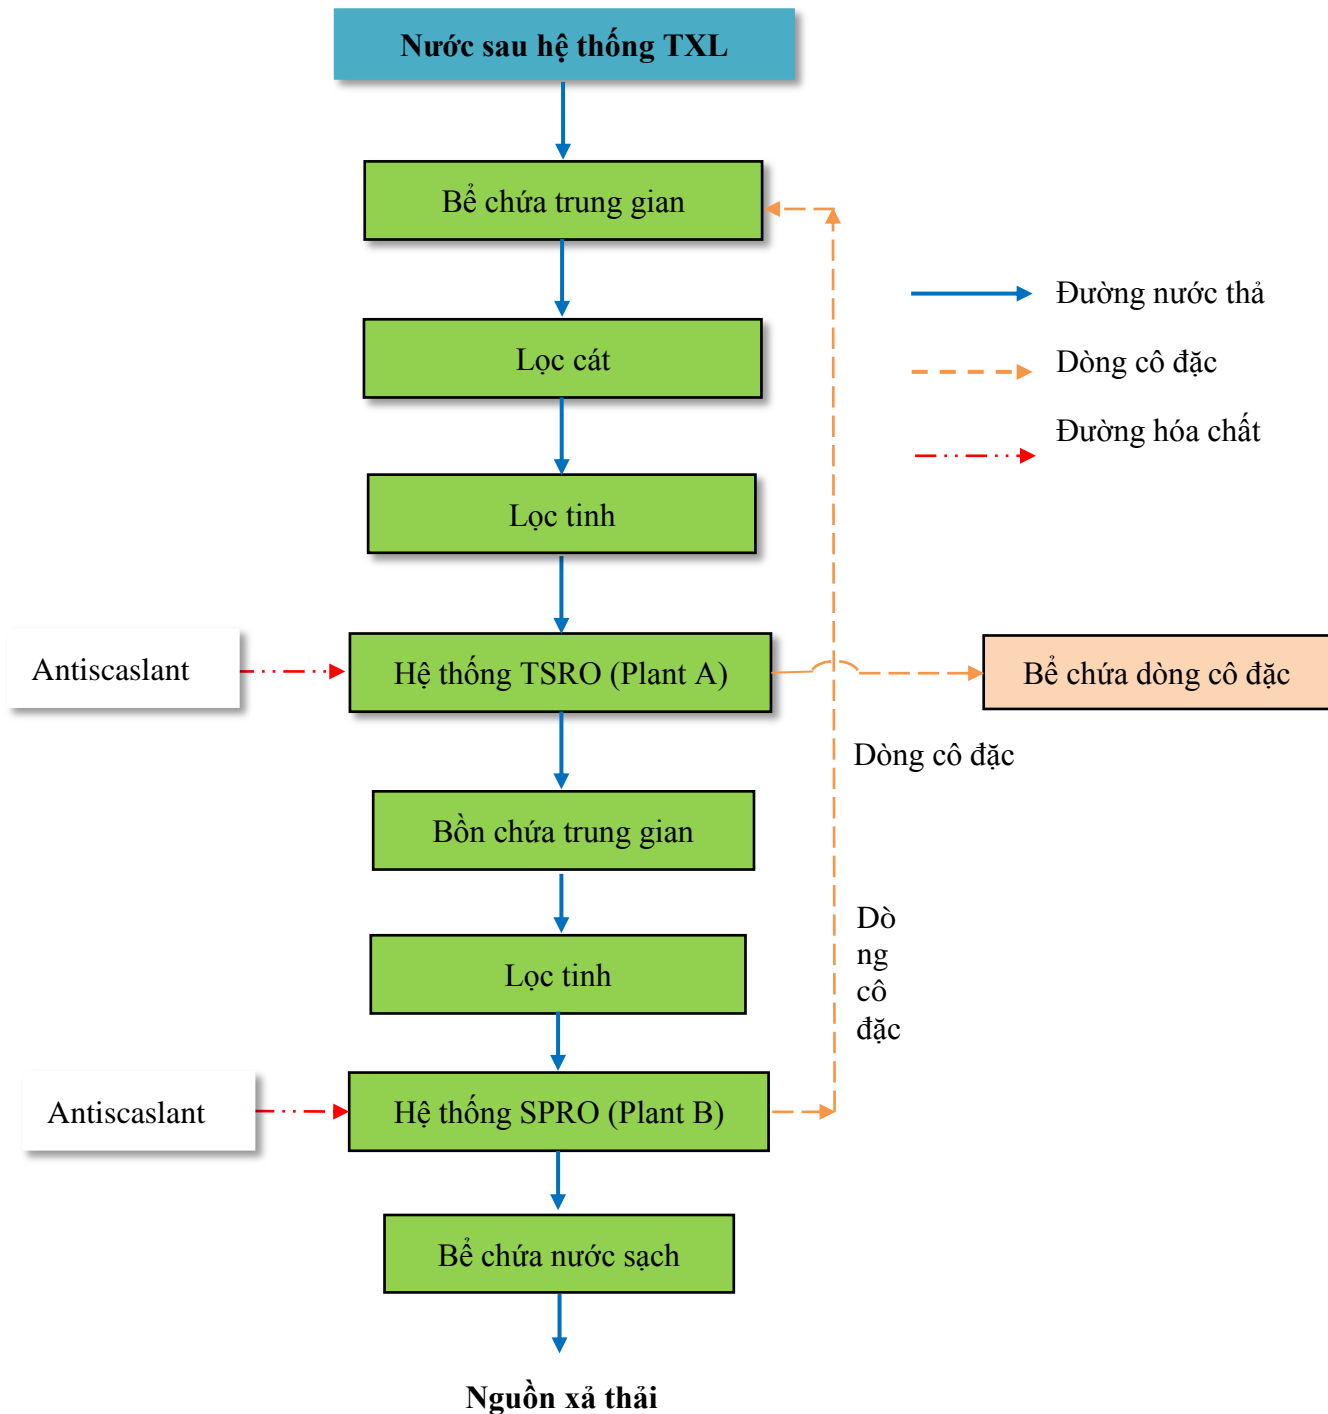 Nước sau hệ thống TXL
Bể chứa trung gian
Đường nước thả
Lọc cát
Dòng cô đặc
Đường hóa chất
Lọc tinh
Antiscaslant
Hệ thống TSRO (Plant A)
Bể chứa dòng cô đặc
Dòng cô đặc
Bồn chứa trung gian
Dò
ng
cô
đặc
Lọc tinh
Antiscaslant
Hệ thống SPRO (Plant B)
Bể chứa nước sạch
Nguồn xả thải